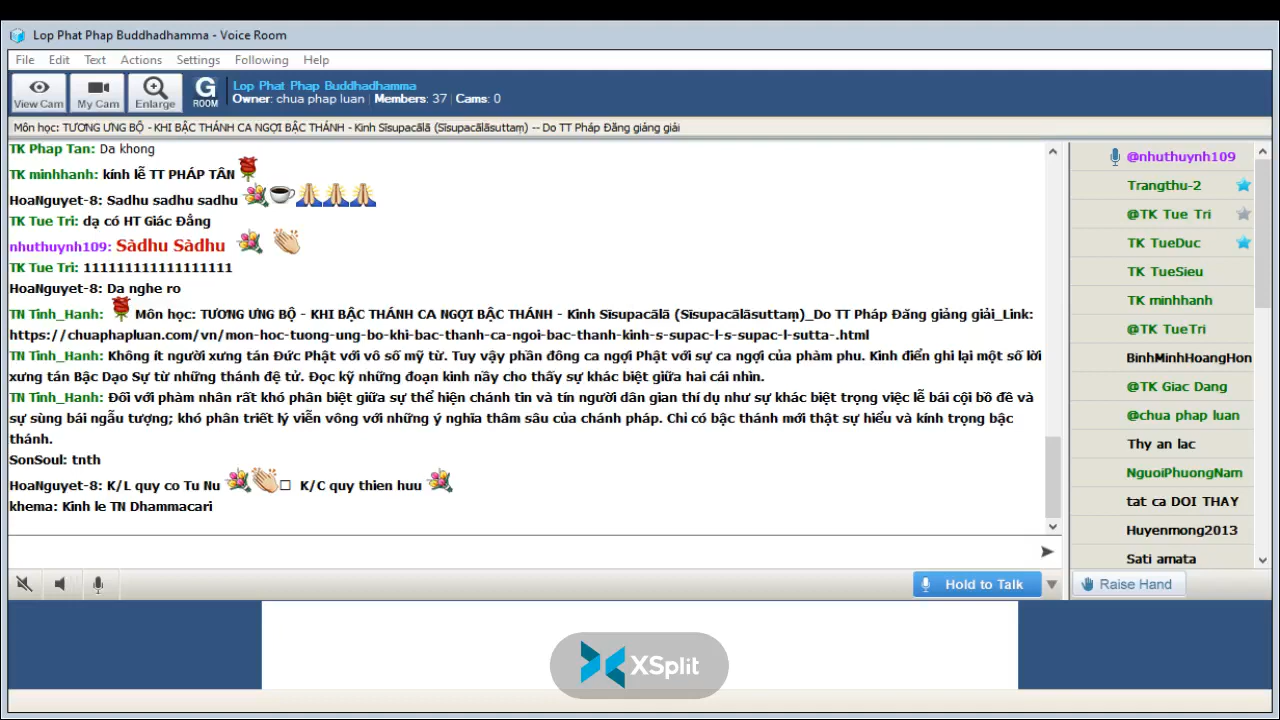 Lop Phat Phap Buddhadhamma - Voice Room
File Edit Text Actions Settings Following Help
View Cam My Cam Enlarge G ROOM
Lop Phat Phap Buddhadhamma
Owner: chua phap luan | Members: 37 | Cams: 0
Môn học: TƯƠNG ƯNG BỘ - KHI BẬC THÁNH CA NGỢI BẬC THÁNH - Kinh Sīsupacālā (Sīsupacālāsuttaṃ) -- Do TT Pháp Đăng giảng giải
TK Phap Tan: Da khong
TK minhhanh: kính lễ TT PHÁP TÂN
HoaNguyet-8: Sadhu sadhu sadhu
TK Tue Tri: dạ có HT Giác Đẳng
nhuthuynh109: Sàdhu Sàdhu
TK Tue Tri: 111111111111111111
HoaNguyet-8: Da nghe ro
TN Tinh_Hanh: Môn học: TƯƠNG ƯNG BỘ - KHI BẬC THÁNH CA NGỢI BẬC THÁNH - Kinh Sīsupacālā (Sīsupacālāsuttaṃ)_Do TT Pháp Đăng giảng giải_Link:
https://chuaphapluan.com/vn/mon-hoc-tuong-ung-bo-khi-bac-thanh-ca-ngoi-bac-thanh-kinh-s-supac-l-s-supac-l-sutta-.html
TN Tinh_Hanh: Không ít người xưng tán Đức Phật với vô số mỹ từ. Tuy vậy phần đông ca ngợi Phật với sự ca ngợi của phàm phu. Kinh điển ghi lại một số lời
xưng tán Bậc Đạo Sư từ những thánh đệ tử. Đọc kỹ những đoạn kinh nầy cho thấy sự khác biệt giữa hai cái nhìn.
TN Tinh_Hanh: Đối với phàm nhân rất khó phân biệt giữa sự thể hiện chánh tin và tín người dân gian thí dụ như sự khác biệt trọng việc lễ bái cội bồ đề và
sự sùng bái ngẫu tượng; khó phân triết lý viễn vông với những ý nghĩa thâm sâu của chánh pháp. Chỉ có bậc thánh mới thật sự hiểu và kính trọng bậc
thánh.
SonSoul: tnth
HoaNguyet-8: K/L quy co Tu Nu K/C quy thien huu
khema: Kinh le TN Dhammacari
@nhuthuynh109
Trangthu-2
@TK Tue Tri
TK TueDuc
TK TueSieu
TK minhhanh
@TK TueTri
BinhMinhHoangHon
@TK Giac Dang
@chua phap luan
Thy an lac
NguoiPhuongNam
tat ca DOI THAY
Huyenmong2013
Sati amata
Hold to Talk
Raise Hand
XSplit